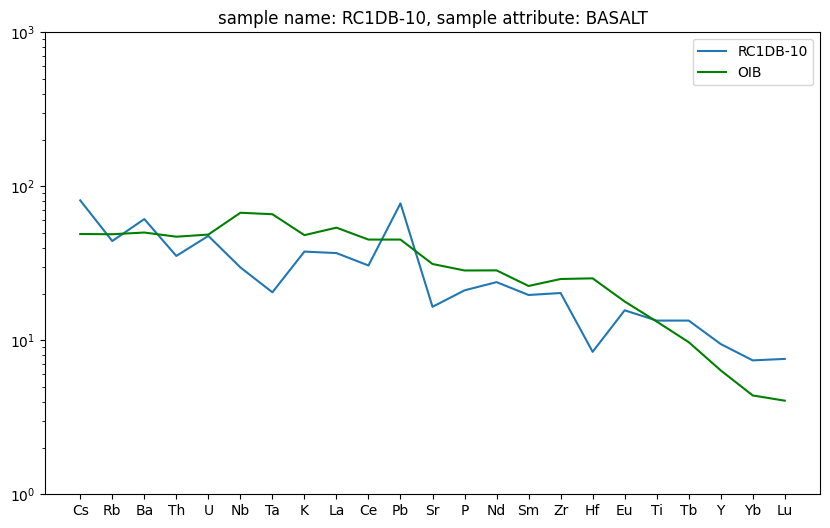 sample name: RC1DB-10, sample attribute: BASALT
10³
10²
10¹
10⁰
RC1DB-10
OIB
Cs Rb Ba Th U Nb Ta K La Ce Pb Sr P Nd Sm Zr Hf Eu Ti Tb Y Yb Lu